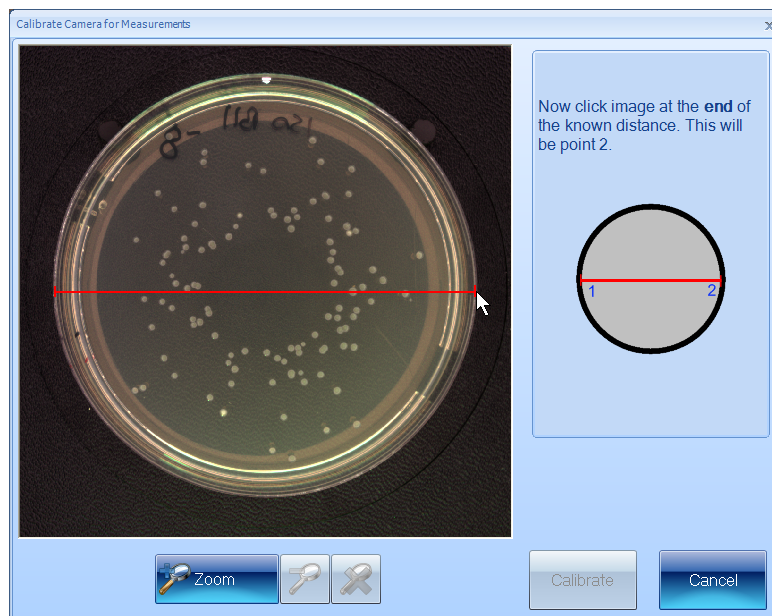 Calibrate Camera for Measurements
x
Now click image at the end of
the known distance. This will
be point 2.
1
2
Zoom
Calibrate
Cancel